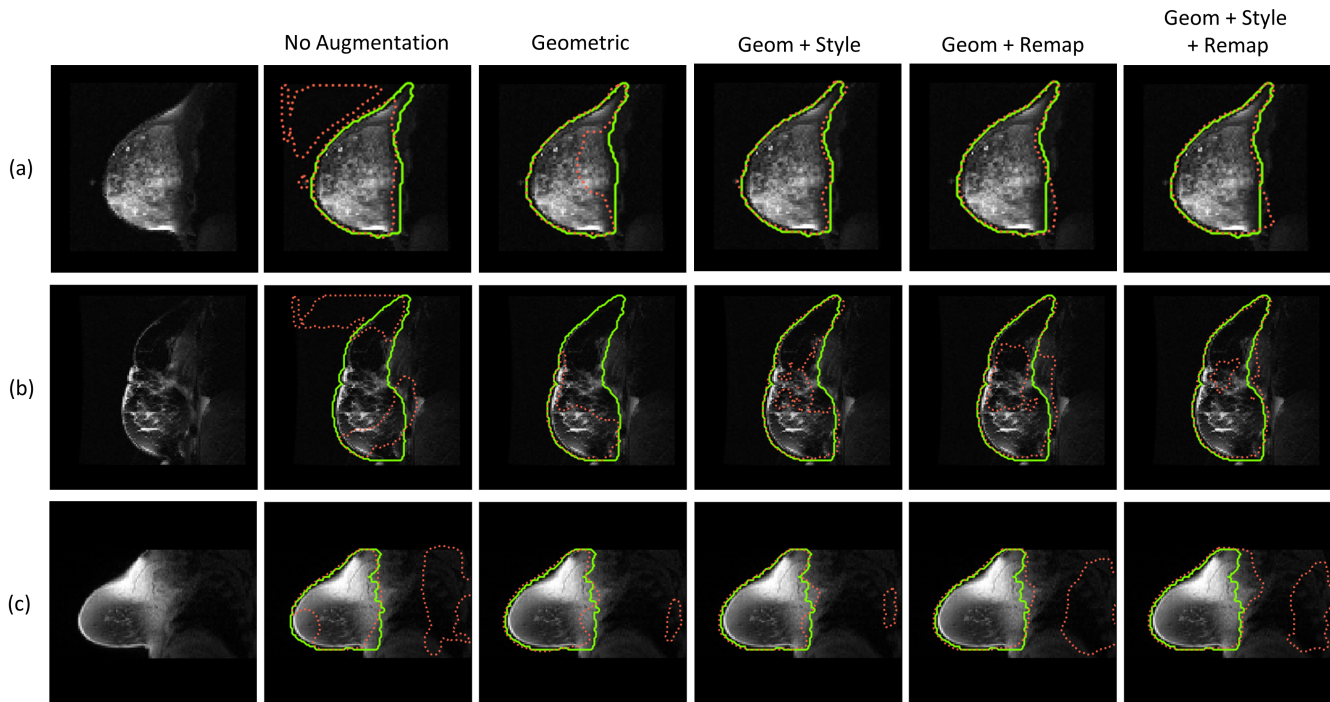 No Augmentation
Geometric
Geom + Style
Geom + Remap
Geom + Style
+ Remap
(a)
(b)
(c)